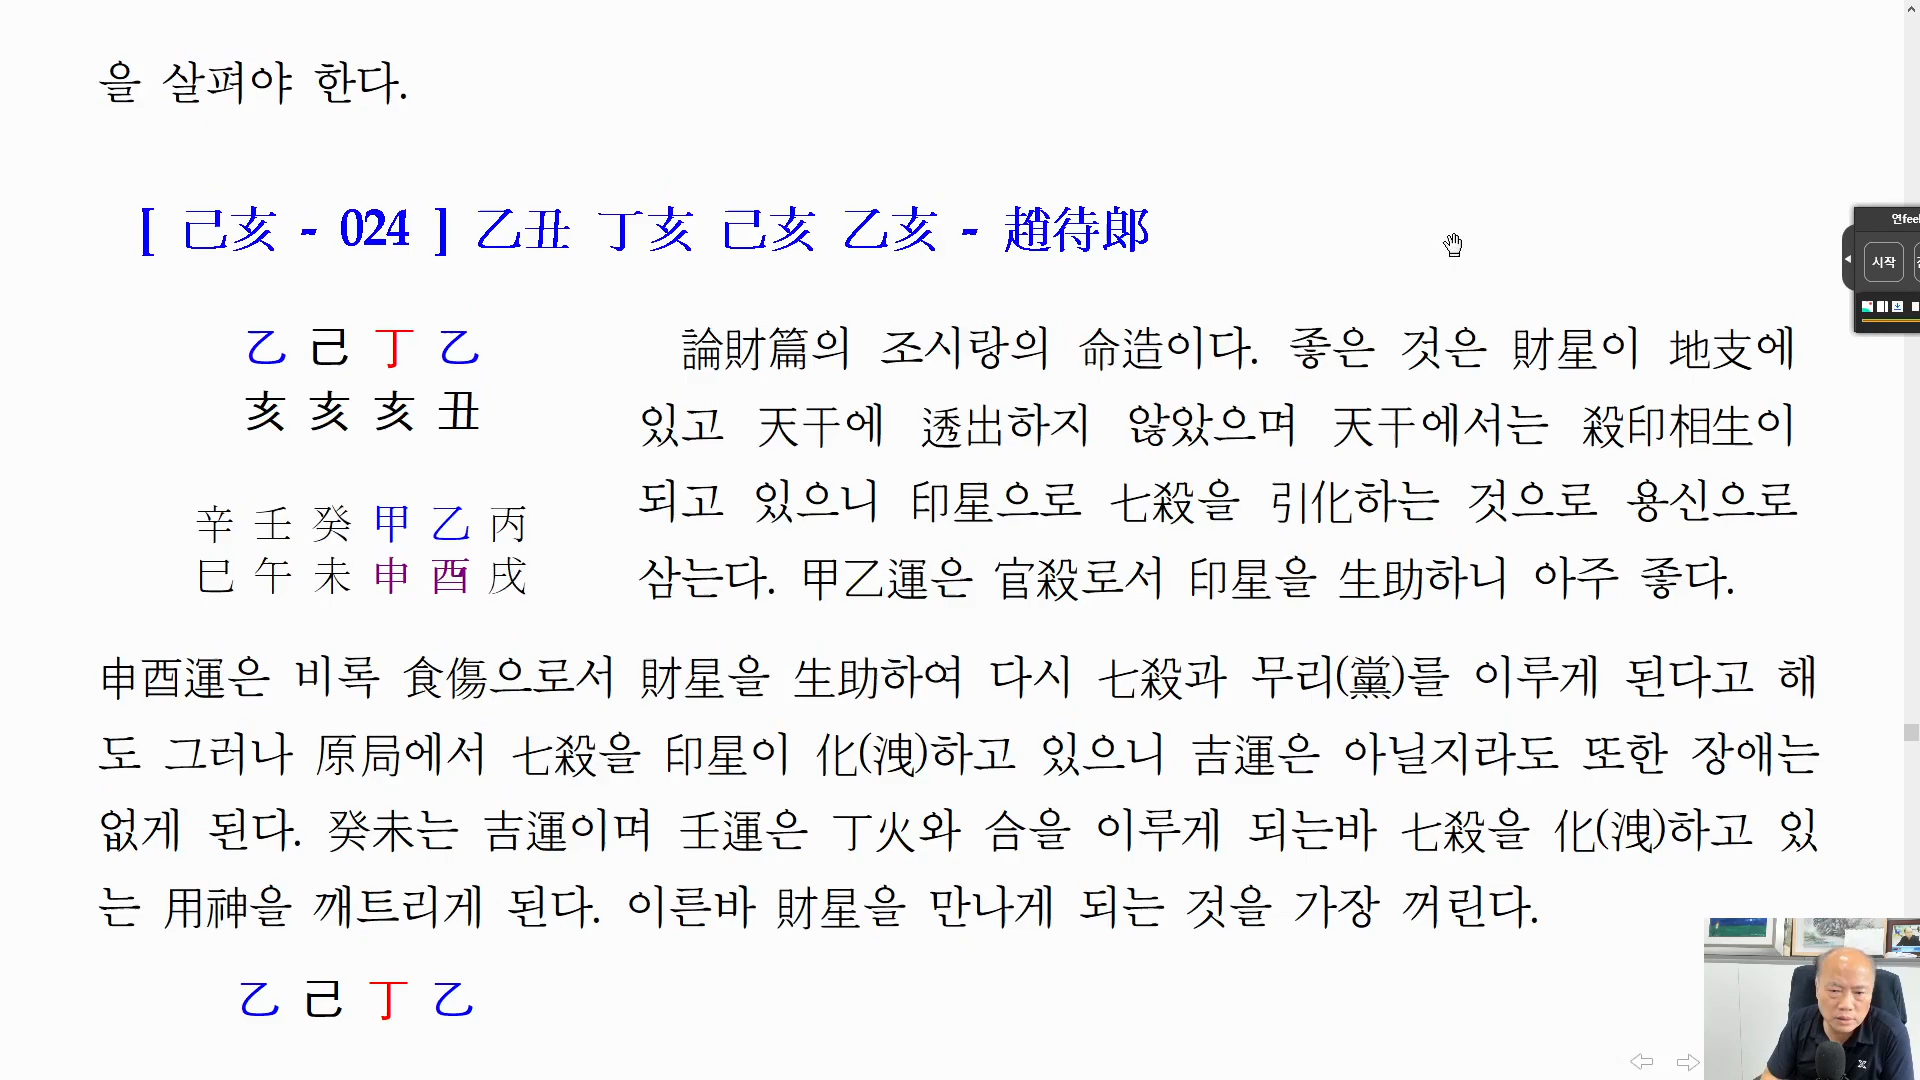 을 살펴야 한다.
[ 己亥 - 024 ] 乙丑 丁亥 己亥 乙亥 - 趙待郎
乙 己 丁 乙
亥 亥 亥 丑
辛 壬 癸 甲 乙 丙
巳 午 未 申 酉 戌
論財篇의 조시랑의 命造이다. 좋은 것은 財星이 地支에
있고 天干에 透出하지 않았으며 天干에서는 殺印相生이
되고 있으니 印星으로 七殺을 引化하는 것으로 용신으로
삼는다. 甲乙運은 官殺로서 印星을 生助하니 아주 좋다.
申酉運은 비록 食傷으로서 財星을 生助하여 다시 七殺과 무리(黨)를 이루게 된다고 해
도 그러나 原局에서 七殺을 印星이 化(洩)하고 있으니 吉運은 아닐지라도 또한 장애는
없게 된다. 癸未는 吉運이며 壬運은 丁火와 合을 이루게 되는바 七殺을 化(洩)하고 있
는 用神을 깨트리게 된다. 이른바 財星을 만나게 되는 것을 가장 꺼린다.
乙 己 丁 乙
연feel
시작